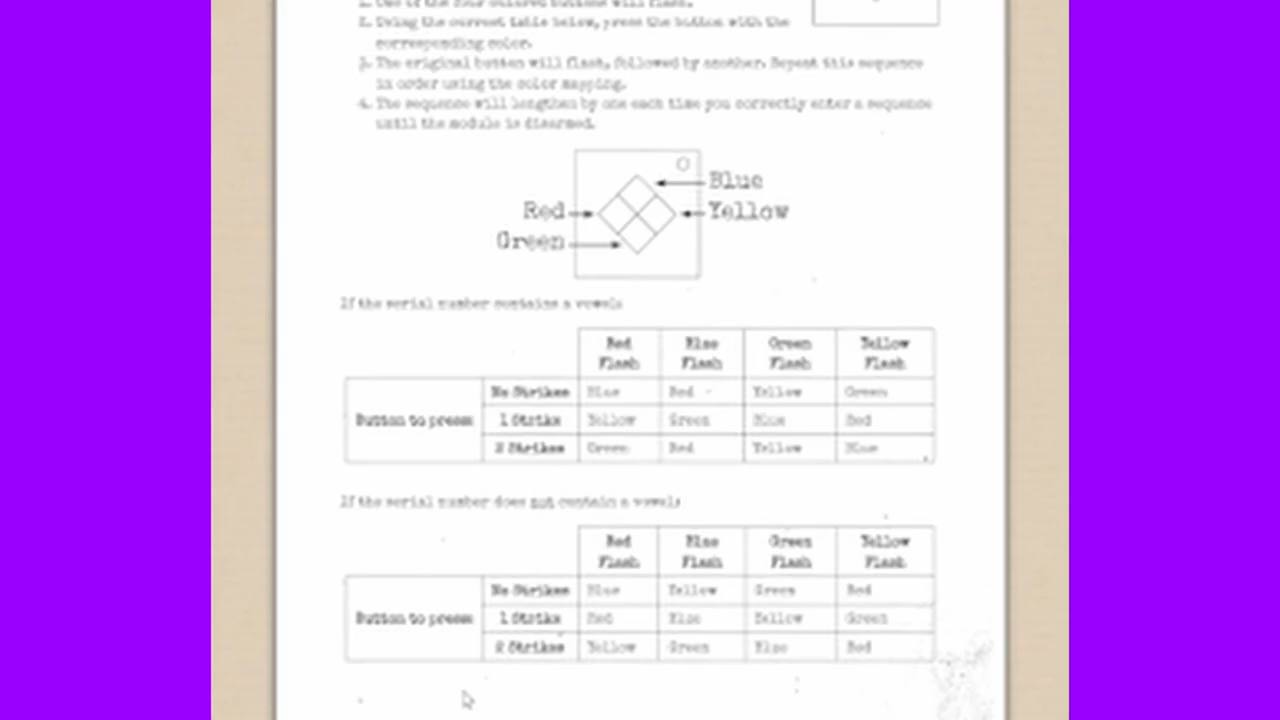 1. One of the four colored buttons will flash.
2. Using the correct table below, press the button with the
corresponding color.
3. The original button will flash, followed by another. Repeat this sequence
in order using the color mapping.
4. The sequence will lengthen by one each time you correctly enter a sequence
until the module is disarmed.
Blue
Red Yellow
Green
If the serial number contains a vowel:
Red Flash Blue Flash Green Flash Yellow Flash
Button to press
No Strikes Blue Red Yellow Green
1 Strike Yellow Green Blue Red
2 Strikes Green Red Yellow Blue
If the serial number does not contain a vowel:
Red Flash Blue Flash Green Flash Yellow Flash
Button to press
No Strikes Blue Yellow Green Red
1 Strike Red Blue Yellow Green
2 Strikes Yellow Green Blue Red